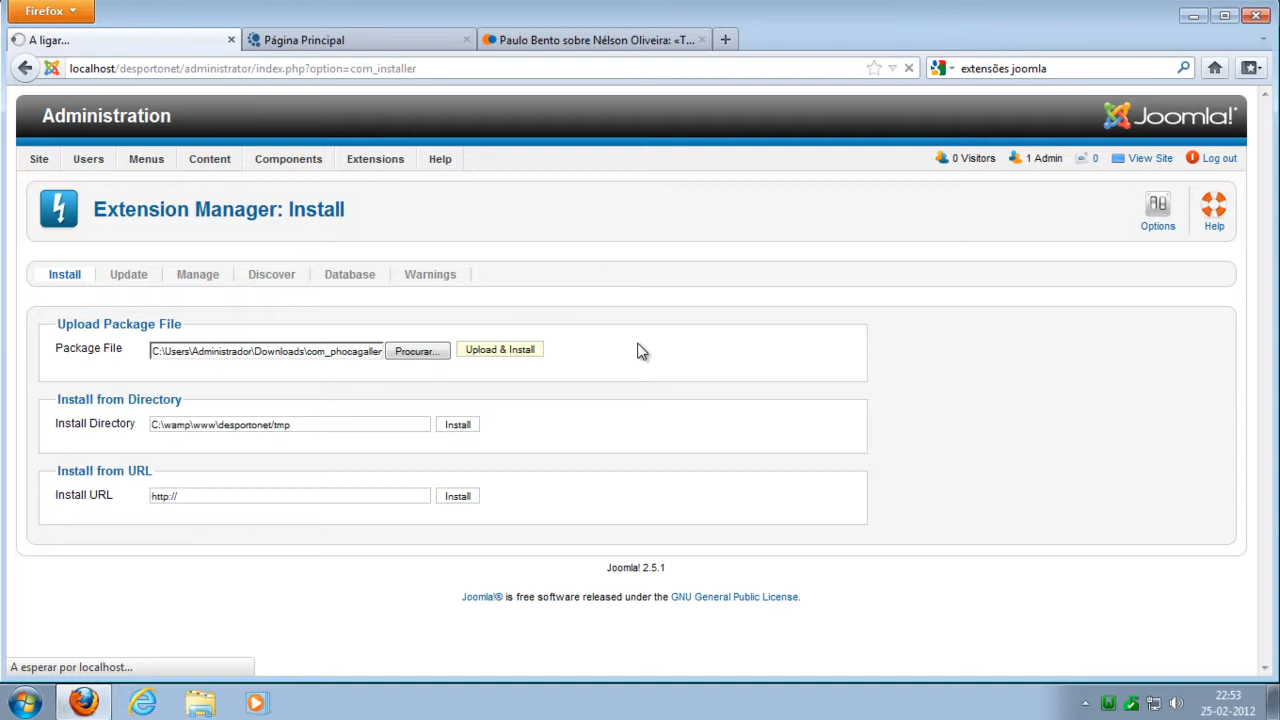 Firefox
A ligar...
Página Principal
Paulo Bento sobre Nélson Oliveira: «T...
localhost/desportonet/administrator/index.php?option=com_installer
extensões joomla
Administration
Joomla!
Site Users Menus Content Components Extensions Help
0 Visitors 1 Admin 0 View Site Log out
Extension Manager: Install
Options
Help
Install Update Manage Discover Database Warnings
Upload Package File
Package File C:\Users\Administrador\Downloads\com_phocagaller Procurar... Upload & Install
Install from Directory
Install Directory C:\wamp\www\desportonet/tmp Install
Install from URL
Install URL http:// Install
Joomla! 2.5.1
Joomla!® is free software released under the GNU General Public License.
A esperar por localhost...
22:53
25-02-2012